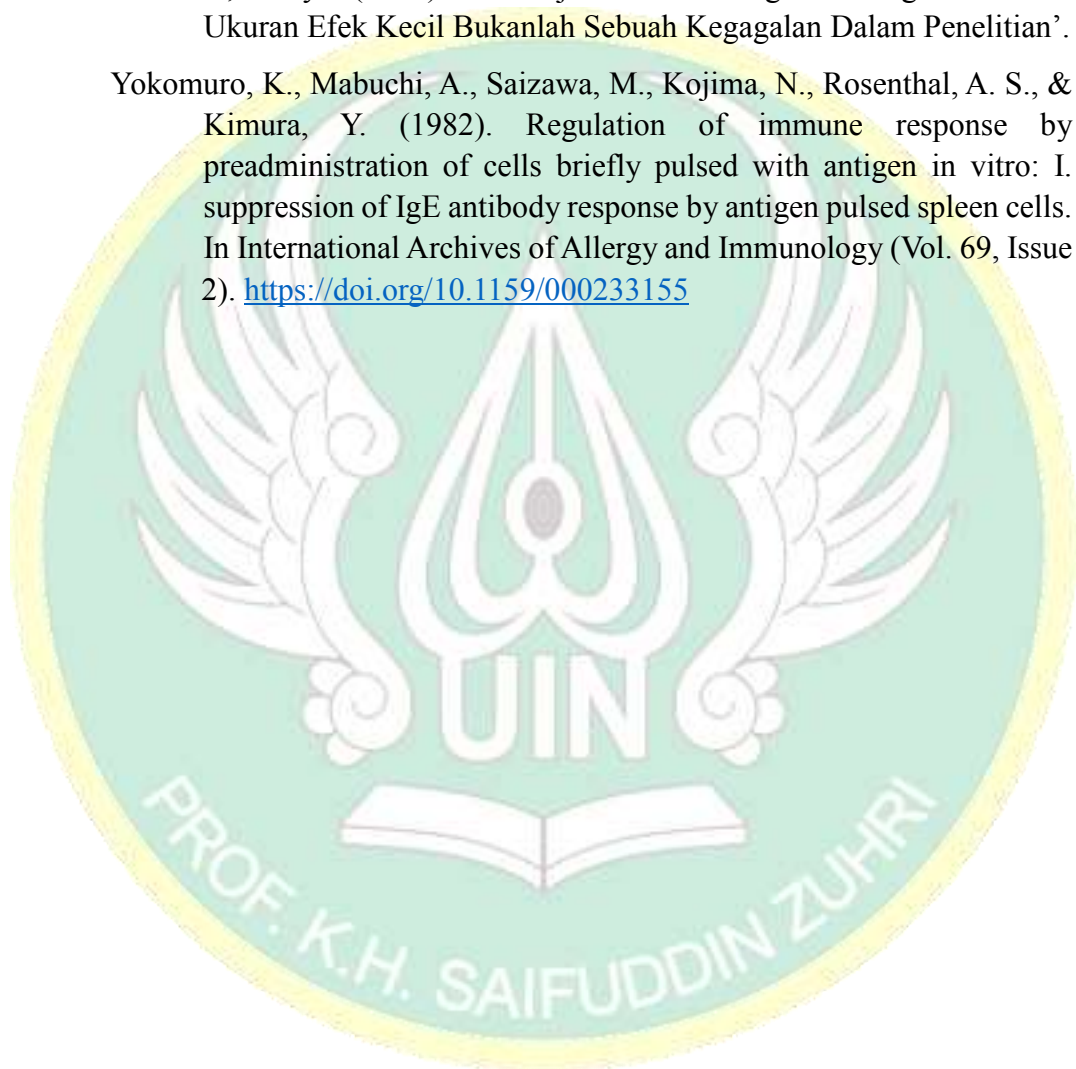 Ukuran Efek Kecil Bukanlah Sebuah Kegagalan Dalam Penelitian’.
Yokomuro, K., Mabuchi, A., Saizawa, M., Kojima, N., Rosenthal, A. S., &
Kimura, Y. (1982). Regulation of immune response by
preadministration of cells briefly pulsed with antigen in vitro: I.
suppression of IgE antibody response by antigen pulsed spleen cells.
In International Archives of Allergy and Immunology (Vol. 69, Issue
2). https://doi.org/10.1159/000233155
UIN
PROF. K.H. SAIFUDDIN ZUHRI